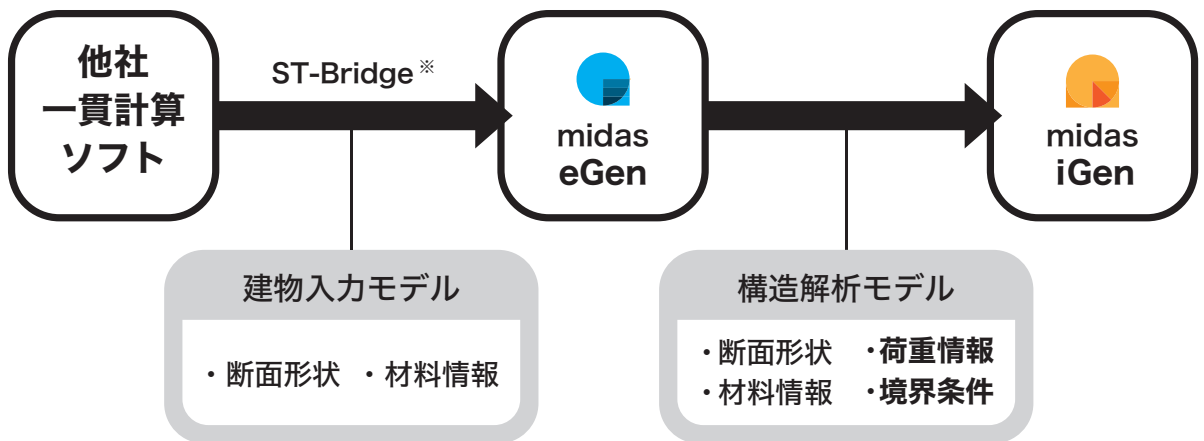 他社
一貫計算
ソフト
ST-Bridge※
midas
eGen
midas
iGen
建物入力モデル
・断面形状 ・材料情報
構造解析モデル
・断面形状 ・荷重情報
・材料情報 ・境界条件